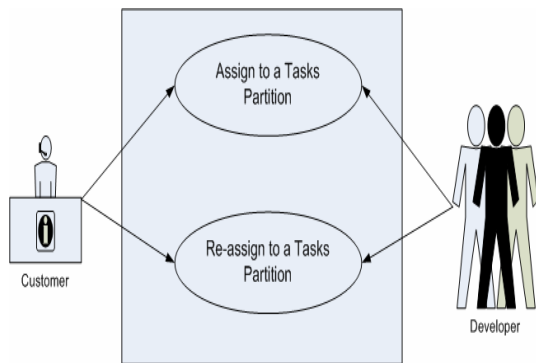 Assign to a Tasks
Partition
Re-assign to a Tasks
Partition
Customer
Developer